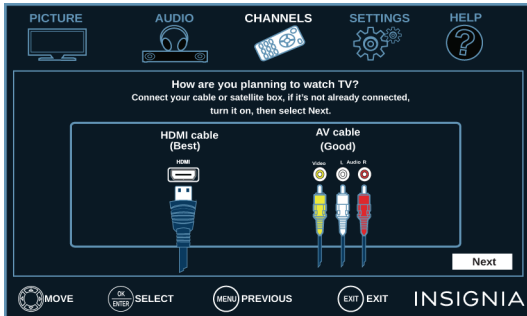 PICTURE AUDIO CHANNELS SETTINGS HELP
How are you planning to watch TV?
Connect your cable or satellite box, if it's not already connected,
turn it on, then select Next.
HDMI cable
(Best)
HDMI
AV cable
(Good)
Video L Audio R
Next
MOVE OK ENTER SELECT MENU PREVIOUS EXIT EXIT INSIGNIA